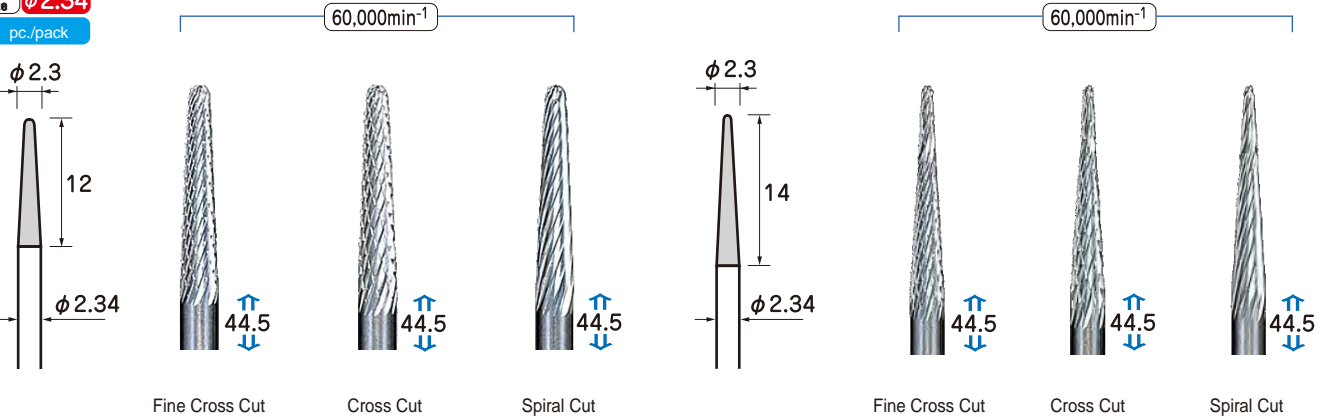 φ2.34
pc./pack
60,000min-1
φ2.3
12
φ2.34
44.5
44.5
44.5
Fine Cross Cut
Cross Cut
Spiral Cut
60,000min-1
φ2.3
14
φ2.34
44.5
44.5
44.5
Fine Cross Cut
Cross Cut
Spiral Cut